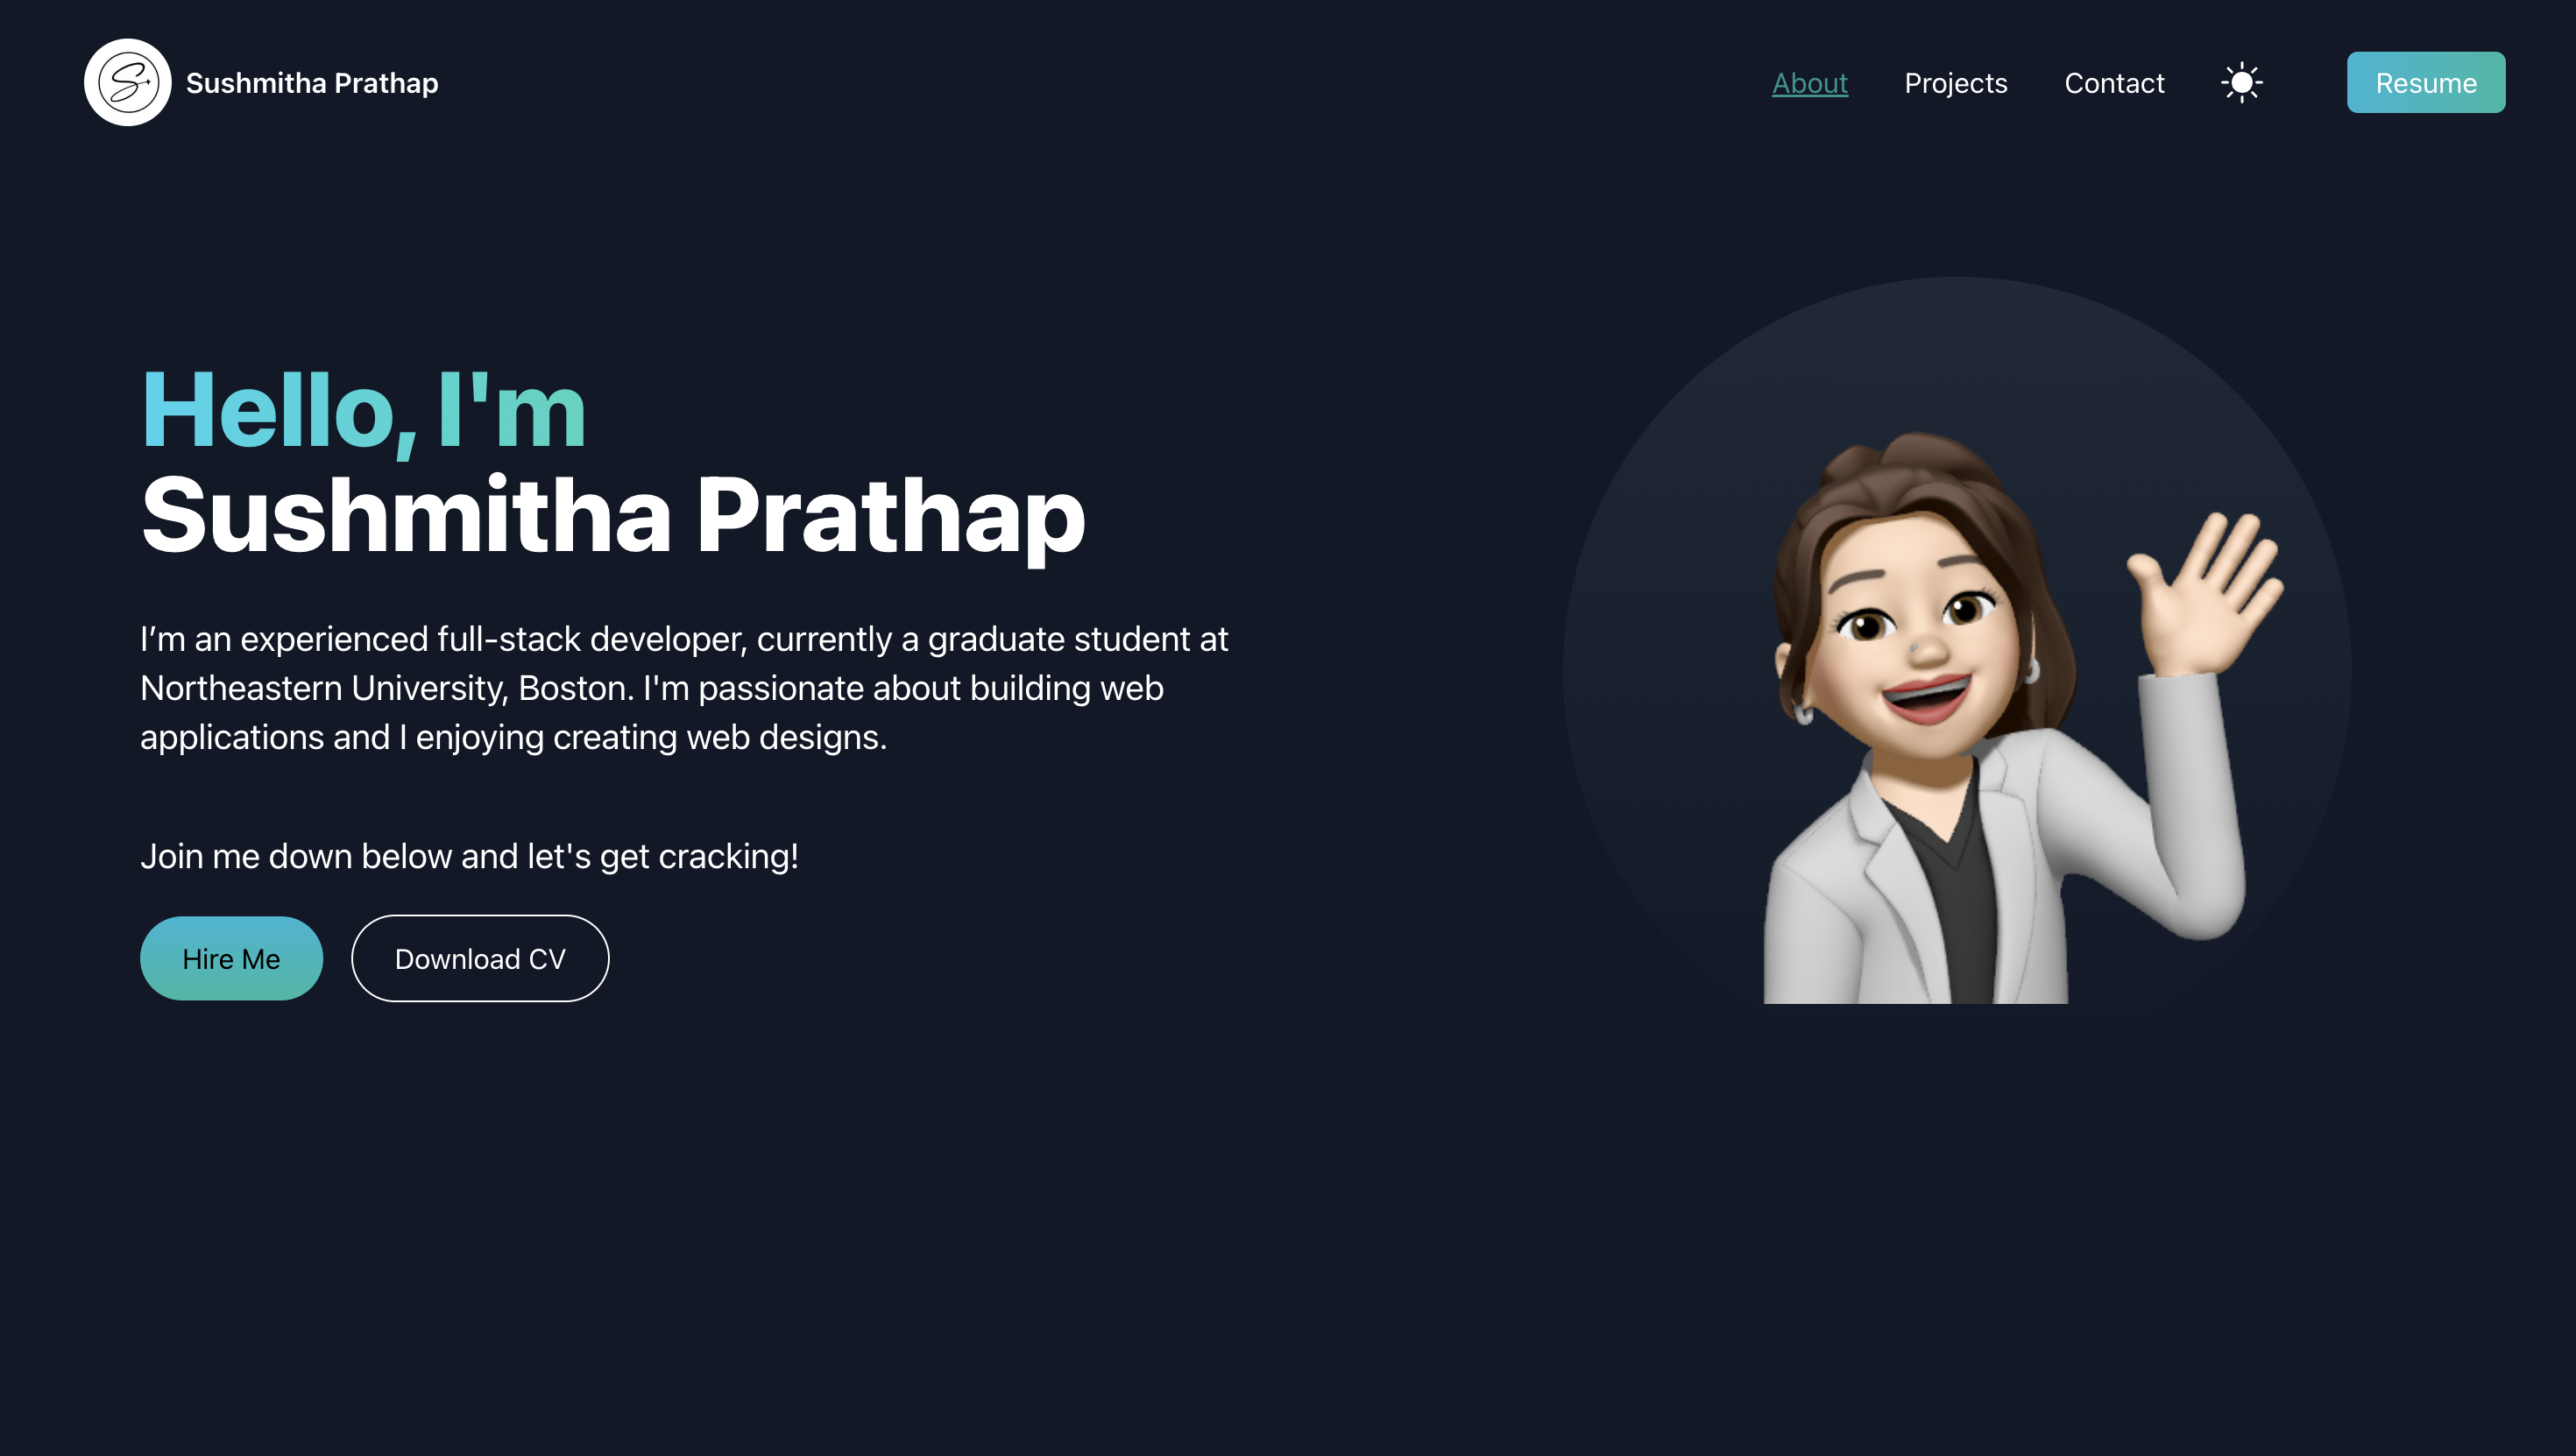 Sushmitha Prathap
About
Projects
Contact
Resume
Hello, I'm
Sushmitha Prathap
I’m an experienced full-stack developer, currently a graduate student at
Northeastern University, Boston. I'm passionate about building web
applications and I enjoying creating web designs.
Join me down below and let's get cracking!
Hire Me
Download CV